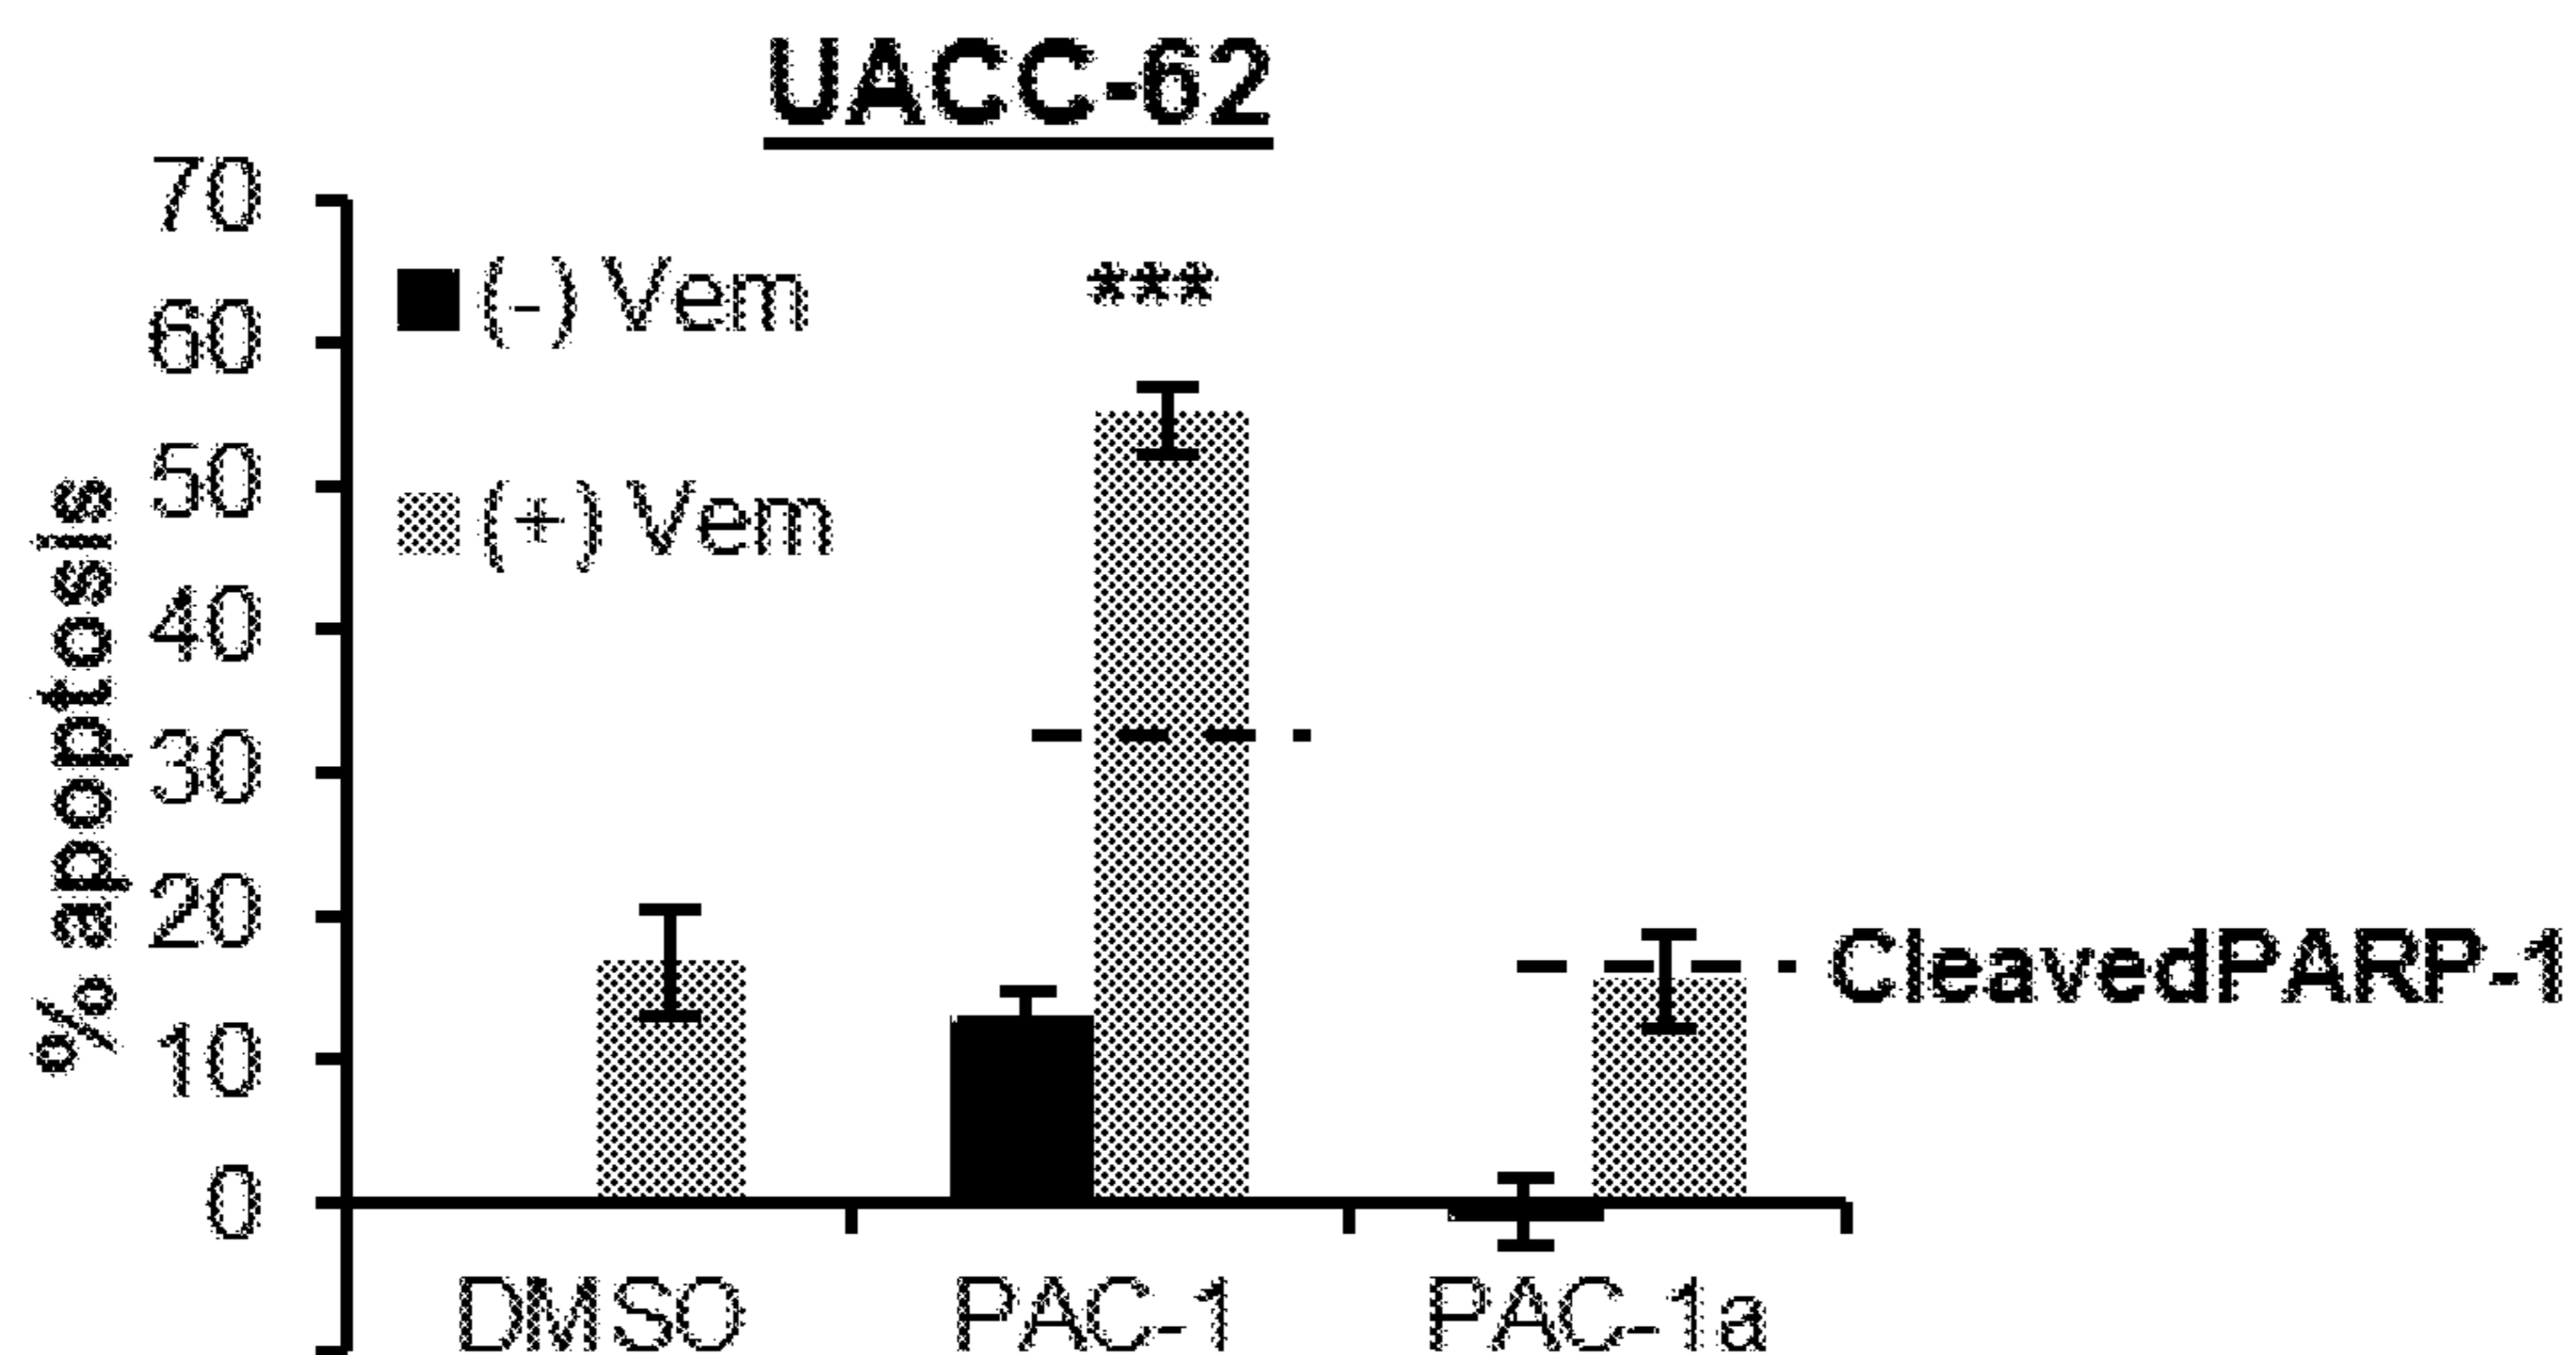 UACC-62
70
60
50
40
30
20
10
0
% apoptosis
(-) Vem
(+) Vem
***
CleavedPARP-1
DMSO
PAC-1
PAC-1a